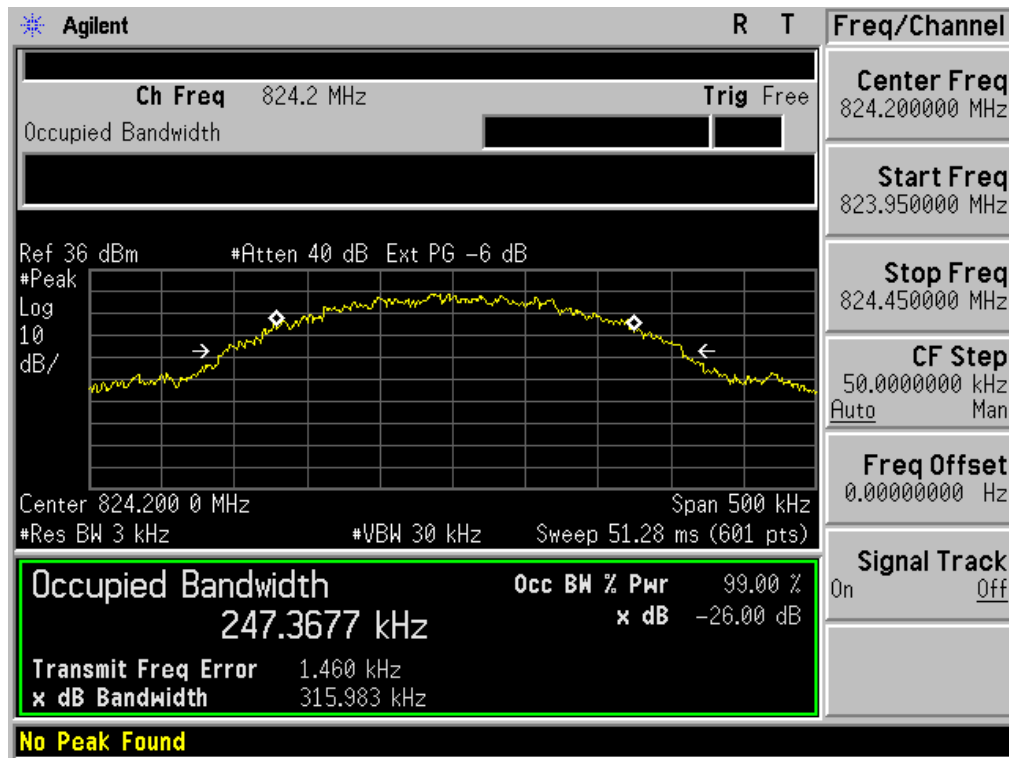 Agilent R T
Freq/Channel
Ch Freq 824.2 MHz Trig Free
Occupied Bandwidth
Center Freq
824.200000 MHz
Start Freq
823.950000 MHz
Stop Freq
824.450000 MHz
CF Step
50.0000000 kHz
Auto Man
Freq Offset
0.00000000 Hz
Signal Track
On Off
Ref 36 dBm #Atten 40 dB Ext PG -6 dB
#Peak
Log
10
dB/
Center 824.200 0 MHz Span 500 kHz
#Res BW 3 kHz #VBW 30 kHz Sweep 51.28 ms (601 pts)
Occupied Bandwidth
247.3677 kHz
Occ BW % Pwr 99.00 %
x dB -26.00 dB
Transmit Freq Error 1.460 kHz
x dB Bandwidth 315.983 kHz
No Peak Found